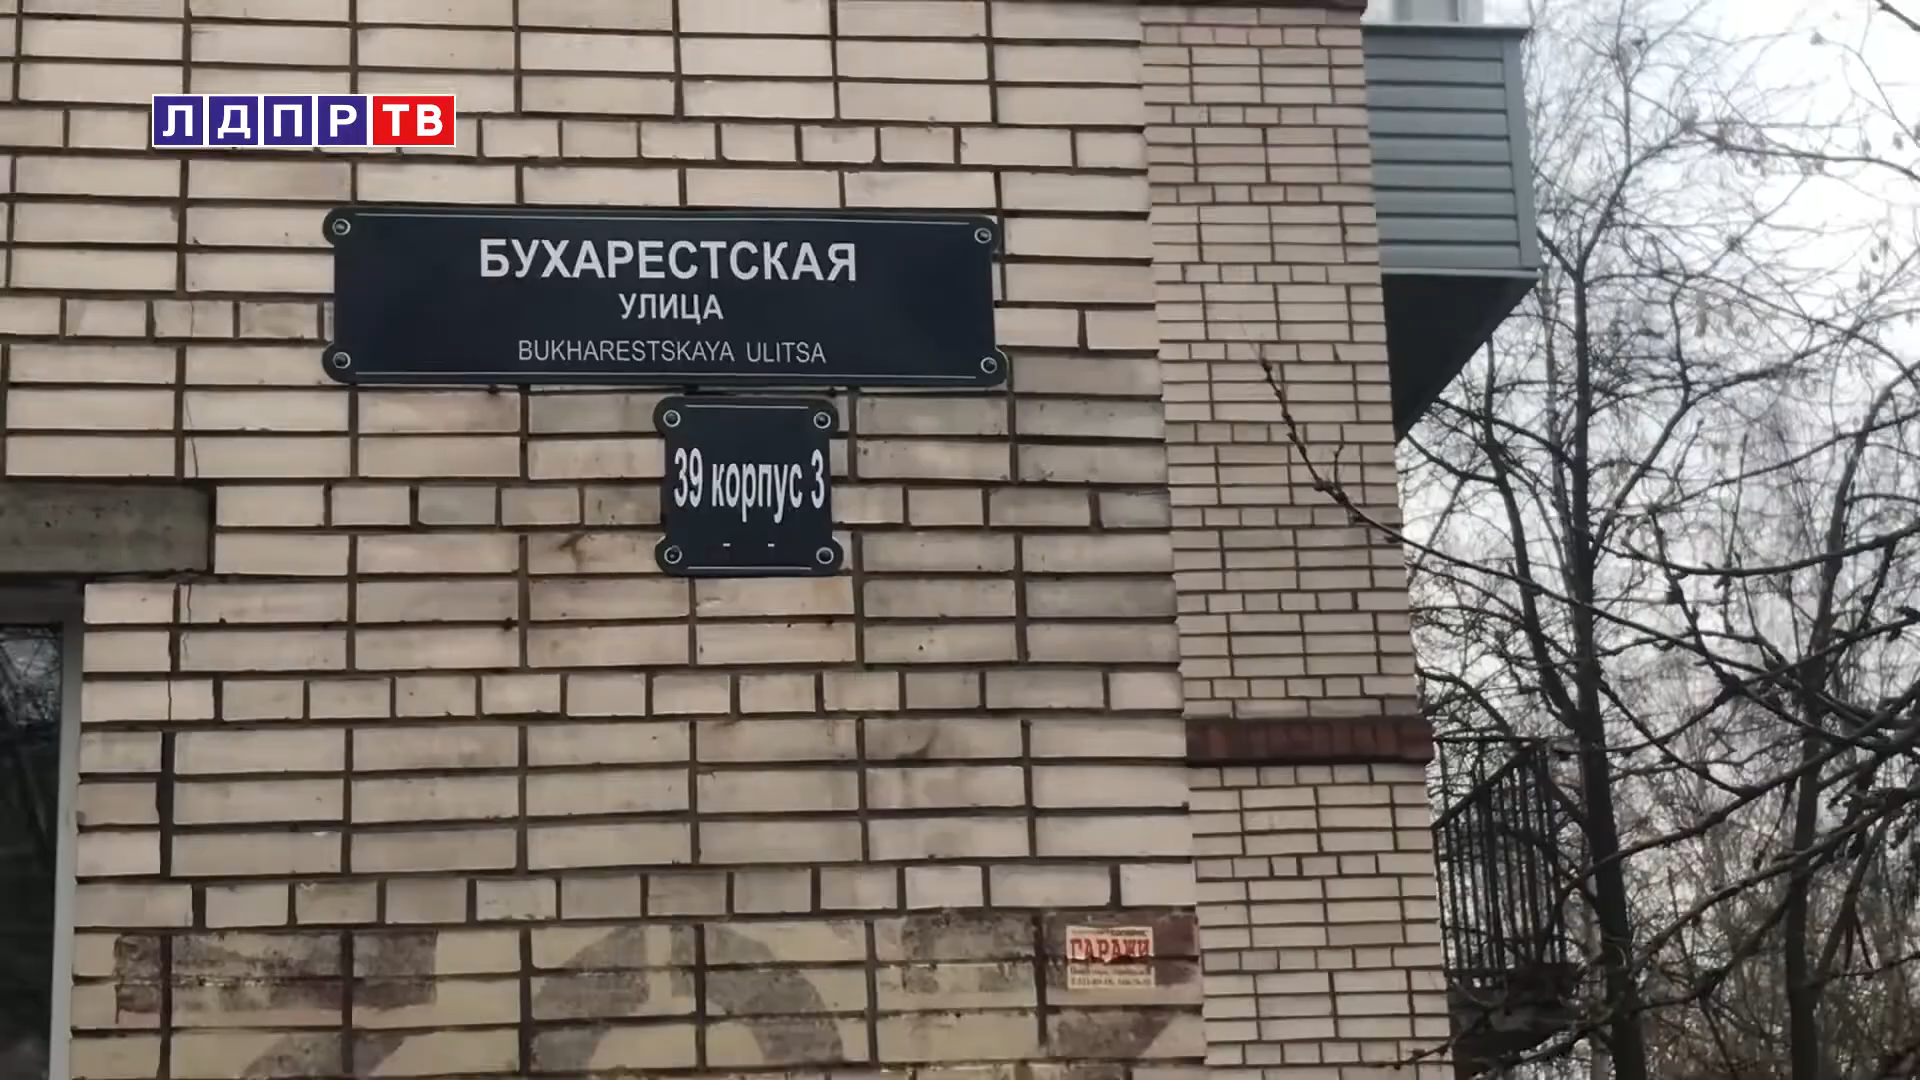 ЛДПР ТВ
БУХАРЕСТСКАЯ
УЛИЦА
BUKHARESTSKAYA ULITSA
39 корпус 3
- -
ГАРАЖИ